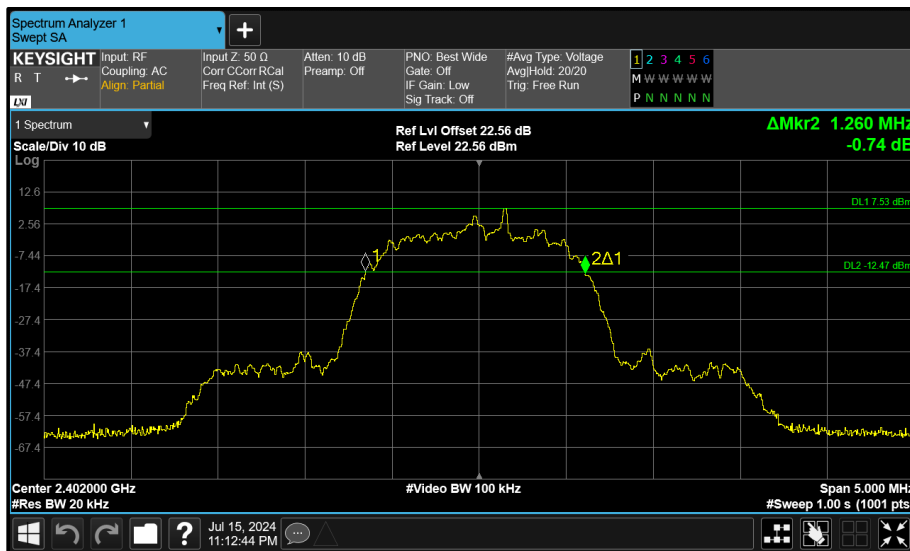 Spectrum Analyzer 1
Swept SA
KEYSIGHT
R T
LXI
Input: RF
Coupling: AC
Align: Partial
Input Z: 50 Ω
Corr CCorr RCal
Freq Ref: Int (S)
Atten: 10 dB
Preamp: Off
PNO: Best Wide
Gate: Off
IF Gain: Low
Sig Track: Off
#Avg Type: Voltage
Avg|Hold: 20/20
Trig: Free Run
1 2 3 4 5 6
M W W W W W
P N N N N N
1 Spectrum
Scale/Div 10 dB
Log
Ref Lvl Offset 22.56 dB
Ref Level 22.56 dBm
ΔMkr2 1.260 MHz
-0.74 dB
12.6
DL1 7.53 dBm
2.56
-7.44
1
2Δ1
DL2 -12.47 dBm
-17.4
-27.4
-37.4
-47.4
-57.4
-67.4
Center 2.402000 GHz
#Video BW 100 kHz
Span 5.000 MHz
#Res BW 20 kHz
#Sweep 1.00 s (1001 pts
?
Jul 15, 2024
11:12:44 PM